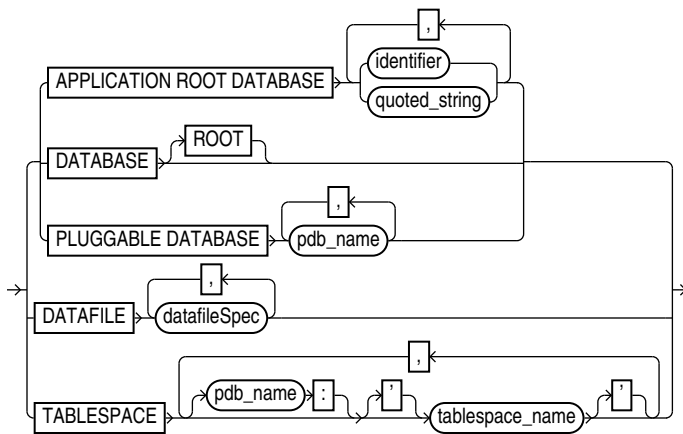 ,
APPLICATION ROOT DATABASE identifier
quoted_string
DATABASE ROOT
,
PLUGGABLE DATABASE pdb_name
,
DATAFILE datafileSpec
,
TABLESPACE pdb_name : ' tablespace_name '